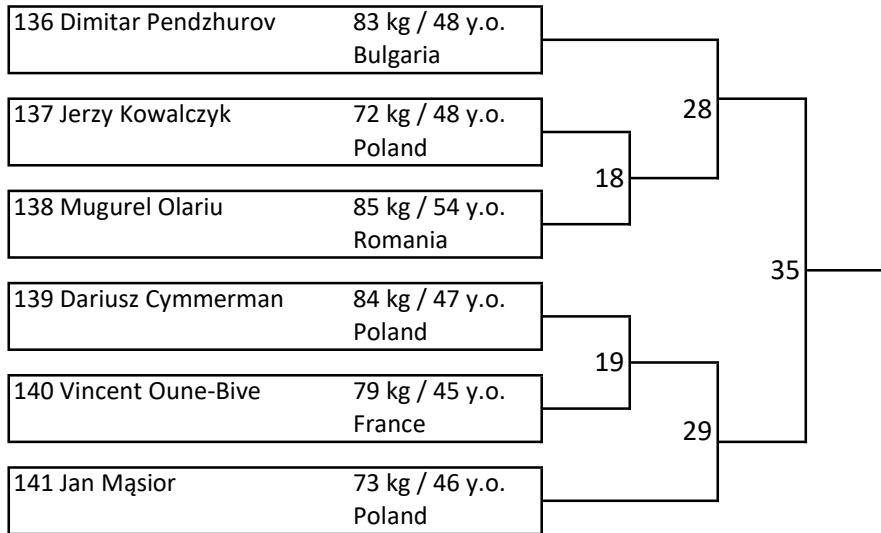 136 Dimitar Pendzhurov 83 kg / 48 y.o.
Bulgaria
137 Jerzy Kowalczyk 72 kg / 48 y.o.
Poland
28
18
138 Mugurel Olariu 85 kg / 54 y.o.
Romania
35
139 Dariusz Cymmerman 84 kg / 47 y.o.
Poland
19
140 Vincent Oune-Bive 79 kg / 45 y.o.
France
29
141 Jan Mąsior 73 kg / 46 y.o.
Poland